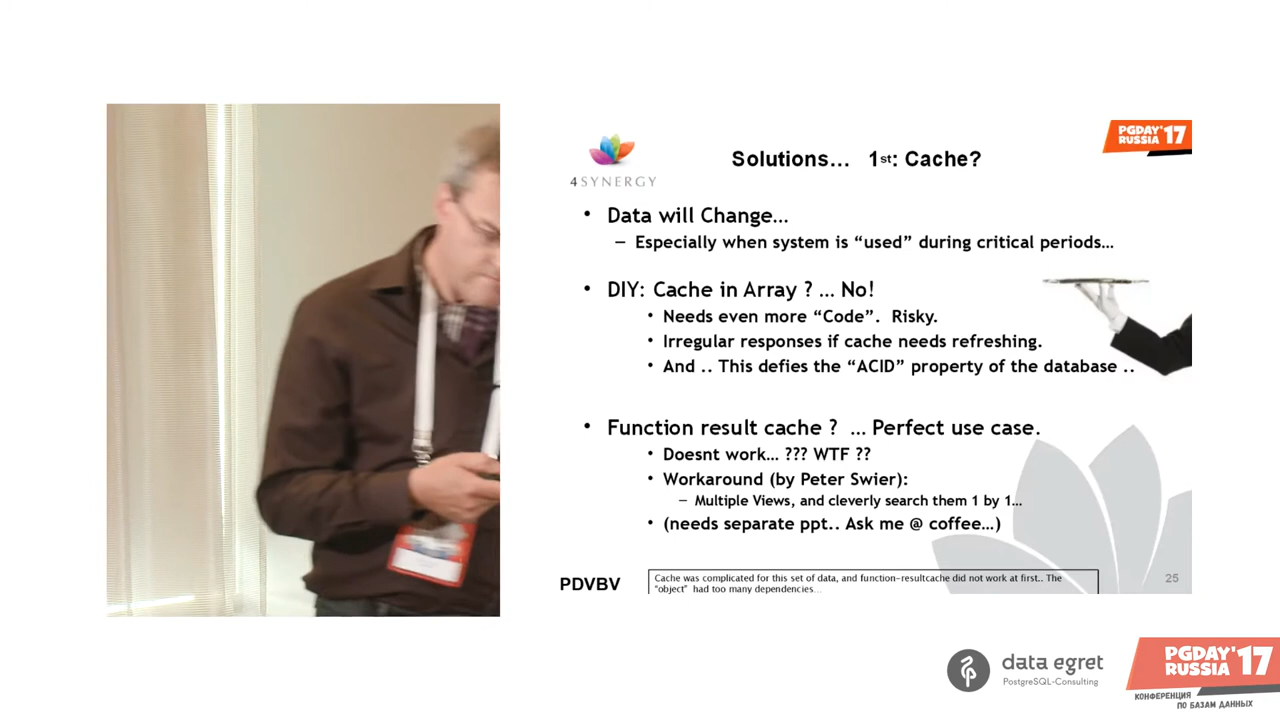 PGDAY'17
RUSSIA
4SYNERGY
Solutions... 1st: Cache?
• Data will Change...
– Especially when system is “used” during critical periods...
• DIY: Cache in Array ? ... No!
• Needs even more “Code”. Risky.
• Irregular responses if cache needs refreshing.
• And .. This defies the “ACID” property of the database ..
• Function result cache ? ... Perfect use case.
• Doesnt work... ??? WTF ??
• Workaround (by Peter Swier):
– Multiple Views, and cleverly search them 1 by 1...
• (needs separate ppt.. Ask me @ coffee...)
PDVBV
Cache was complicated for this set of data, and function-resultcache did not work at first.. The
"object" had too many dependencies...
25
data egret
PostgreSQL-Consulting
PGDAY'17
RUSSIA
КОНФЕРЕНЦИЯ
ПО БАЗАМ ДАННЫХ